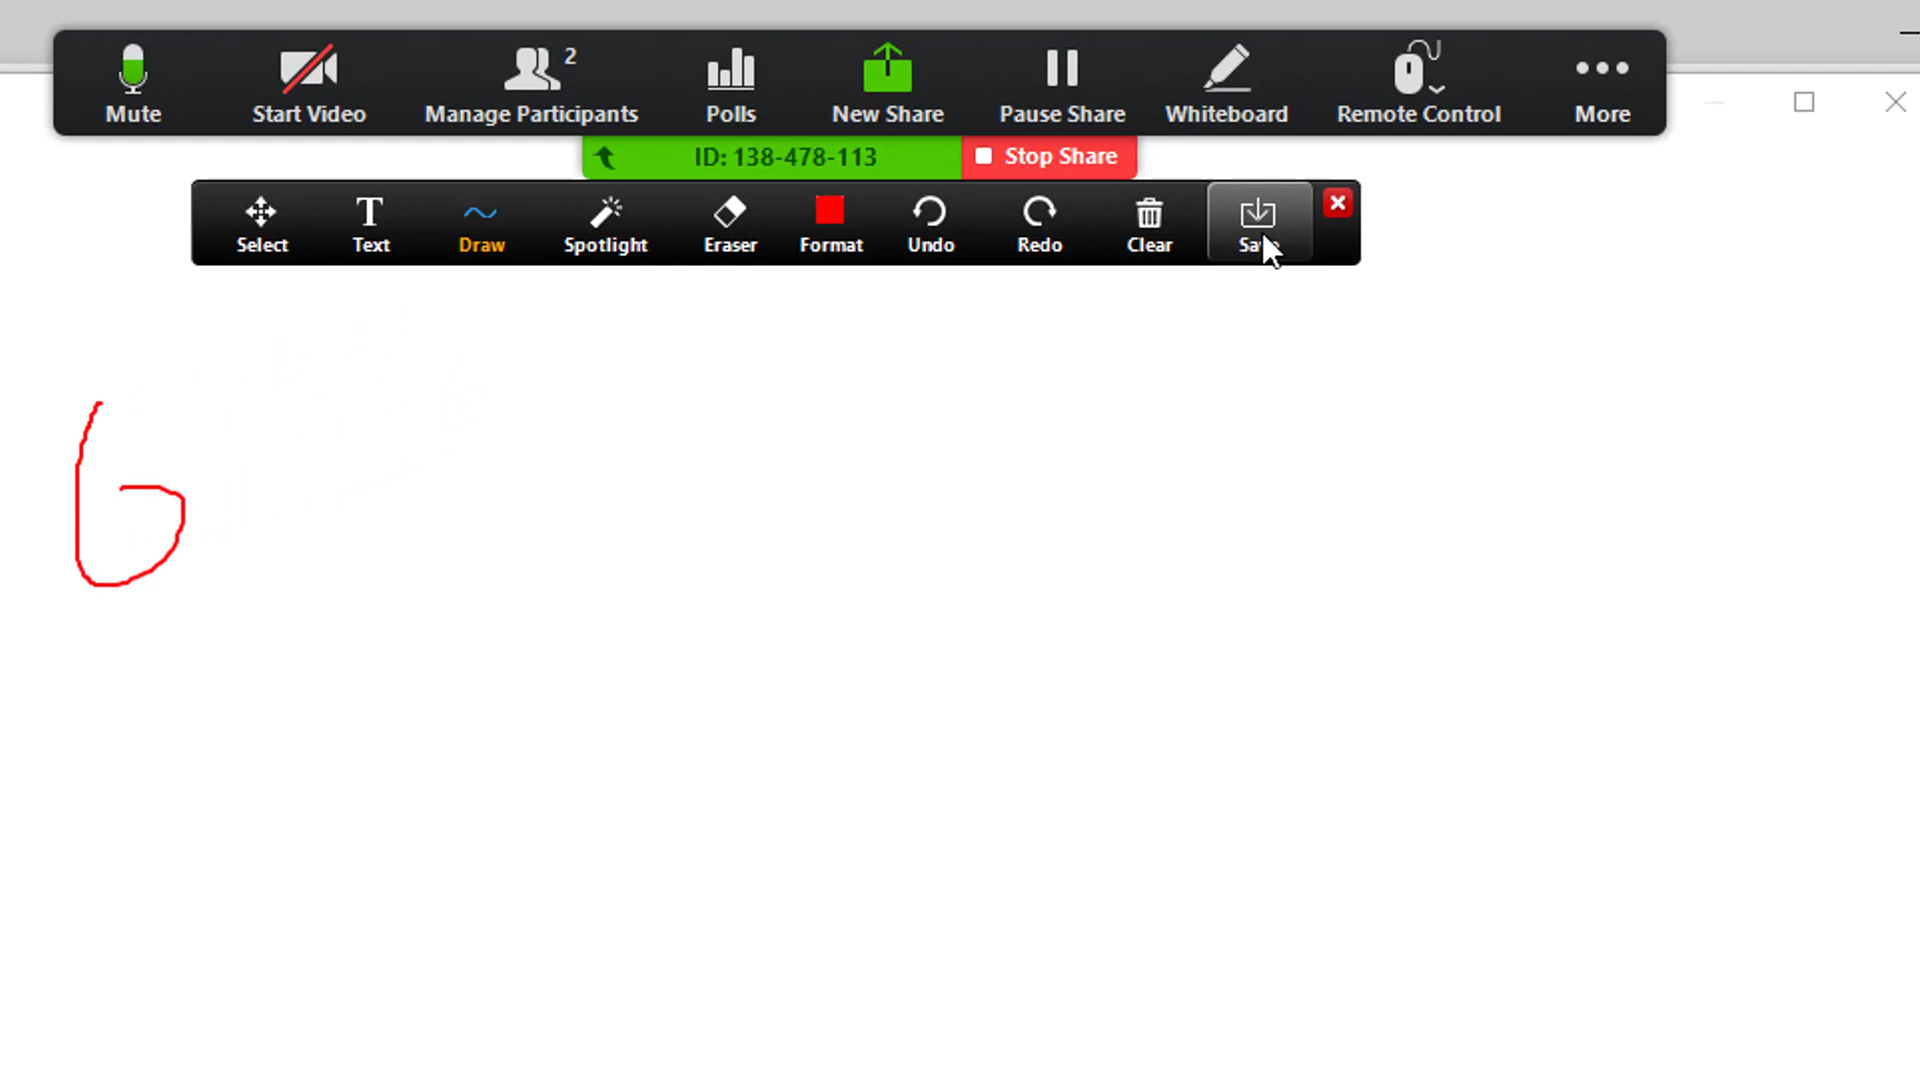 Mute Start Video Manage Participants 2 Polls New Share Pause Share Whiteboard Remote Control More
ID: 138-478-113 Stop Share
Select Text Draw Spotlight Eraser Format Undo Redo Clear Save
6